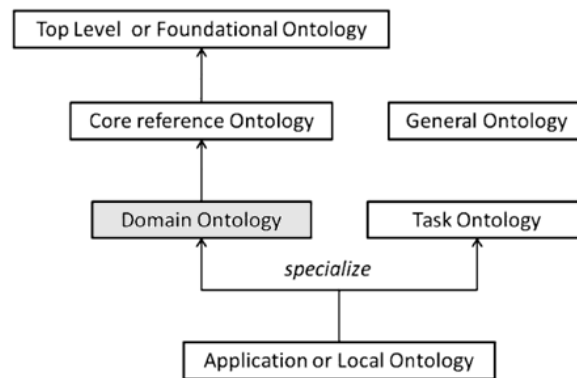 Top Level or Foundational Ontology
Core reference Ontology
General Ontology
Domain Ontology
Task Ontology
specialize
Application or Local Ontology